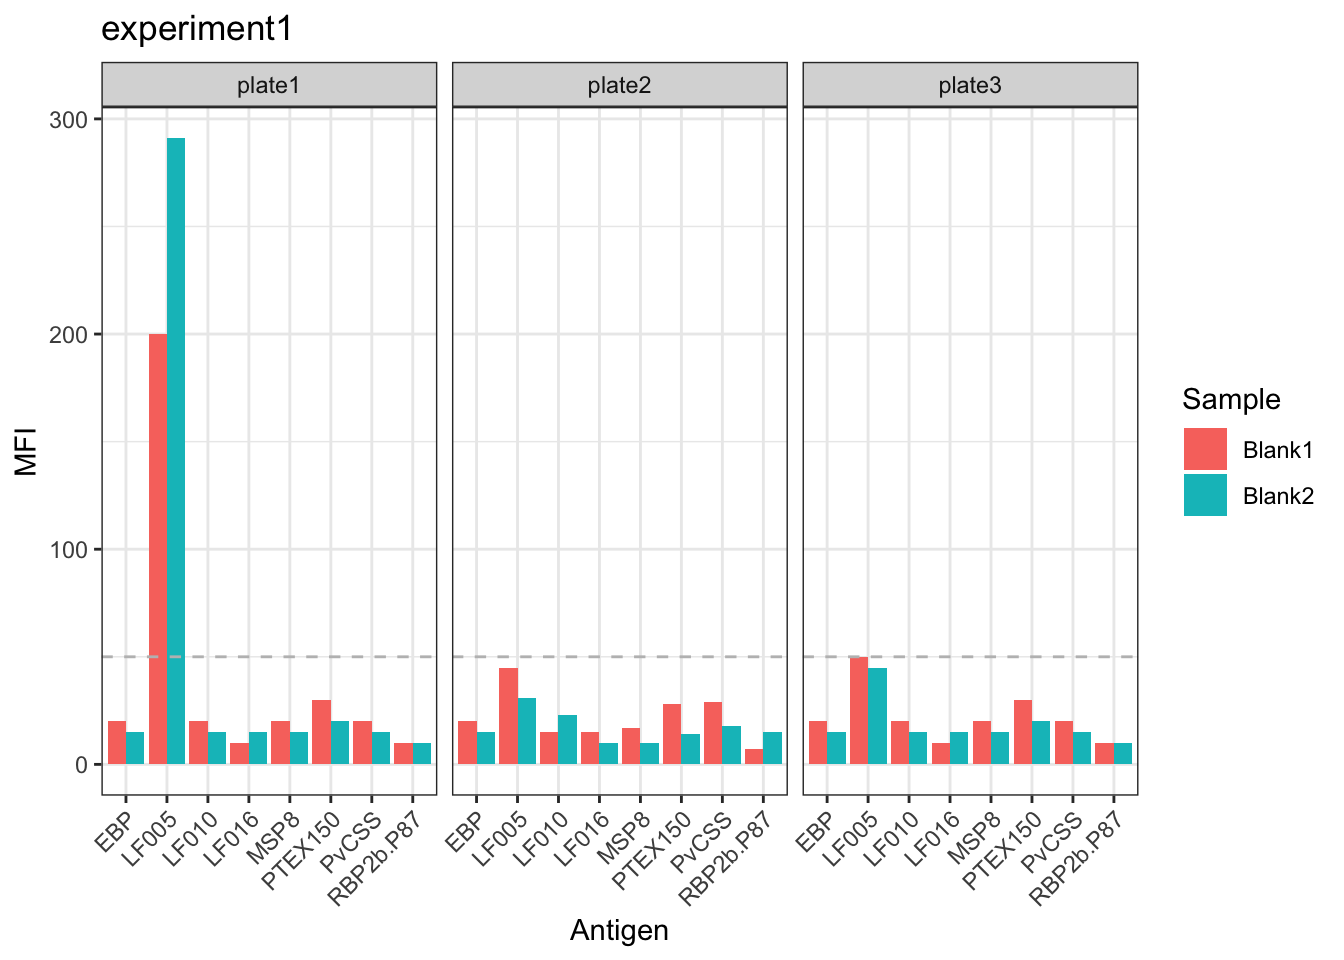 experiment1
plate1
plate2
plate3
MFI
300
200
100
0
EBP
LF005
LF010
LF016
MSP8
PTEX150
PvCSS
RBP2b.P87
EBP
LF005
LF010
LF016
MSP8
PTEX150
PvCSS
RBP2b.P87
EBP
LF005
LF010
LF016
MSP8
PTEX150
PvCSS
RBP2b.P87
Antigen
Sample
Blank1
Blank2